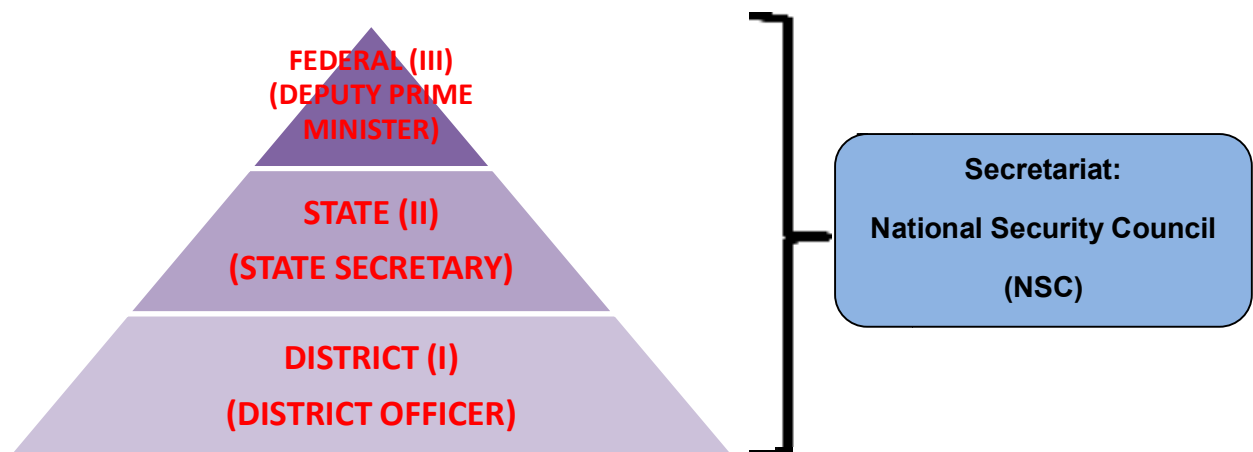 FEDERAL (III)
(DEPUTY PRIME
MINISTER)
STATE (II)
(STATE SECRETARY)
DISTRICT (I)
(DISTRICT OFFICER)
Secretariat:
National Security Council
(NSC)